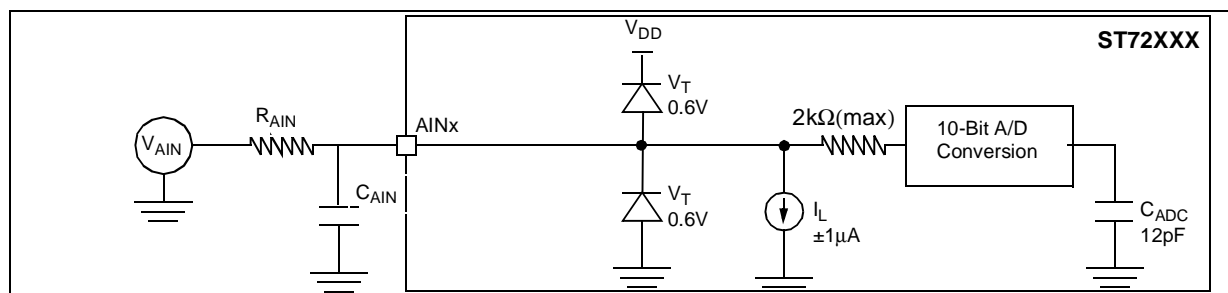 V_DD
ST72XXX
V_T
0.6V
R_AIN
AINx
2kΩ(max)
10-Bit A/D
Conversion
V_AIN
C_AIN
V_T
0.6V
I_L
±1μA
C_ADC
12pF